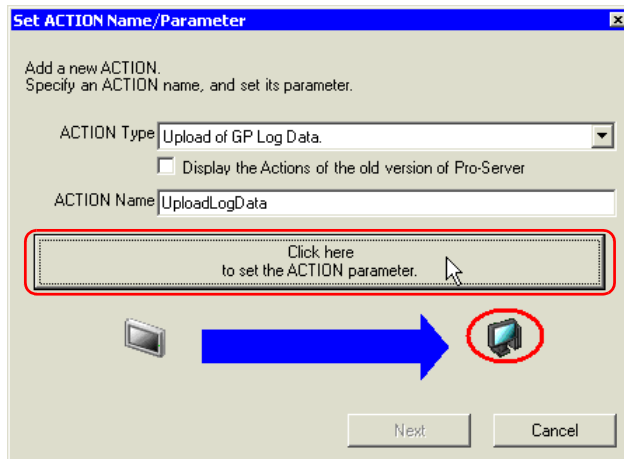 Set ACTION Name/Parameter
Add a new ACTION.
Specify an ACTION name, and set its parameter.
ACTION Type Upload of GP Log Data.
Display the Actions of the old version of Pro-Server
ACTION Name UploadLogData
Click here
to set the ACTION parameter.
Next Cancel